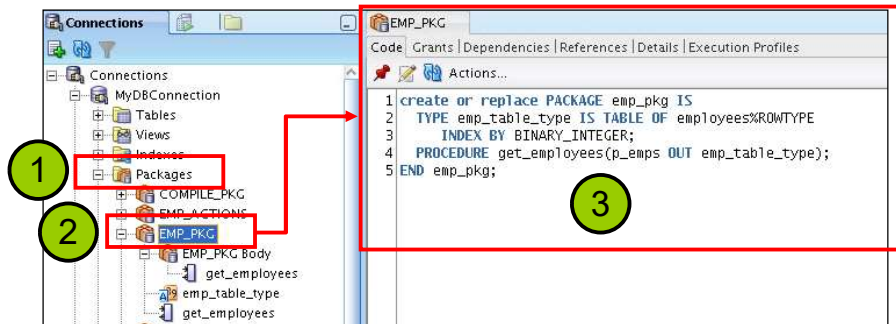 Connections
Connections
MyDBConnection
Tables
Views
Indexes
Packages
COMPILE_PKG
EMP_ACTIONS
EMP_PKG
EMP_PKG Body
get_employees
emp_table_type
get_employees
1
2
EMP_PKG
Code Grants | Dependencies | References | Details | Execution Profiles
Actions...
1 create or replace PACKAGE emp_pkg IS
2 TYPE emp_table_type IS TABLE OF employees%ROWTYPE
3 INDEX BY BINARY_INTEGER;
4 PROCEDURE get_employees(p_emps OUT emp_table_type);
5 END emp_pkg;
3